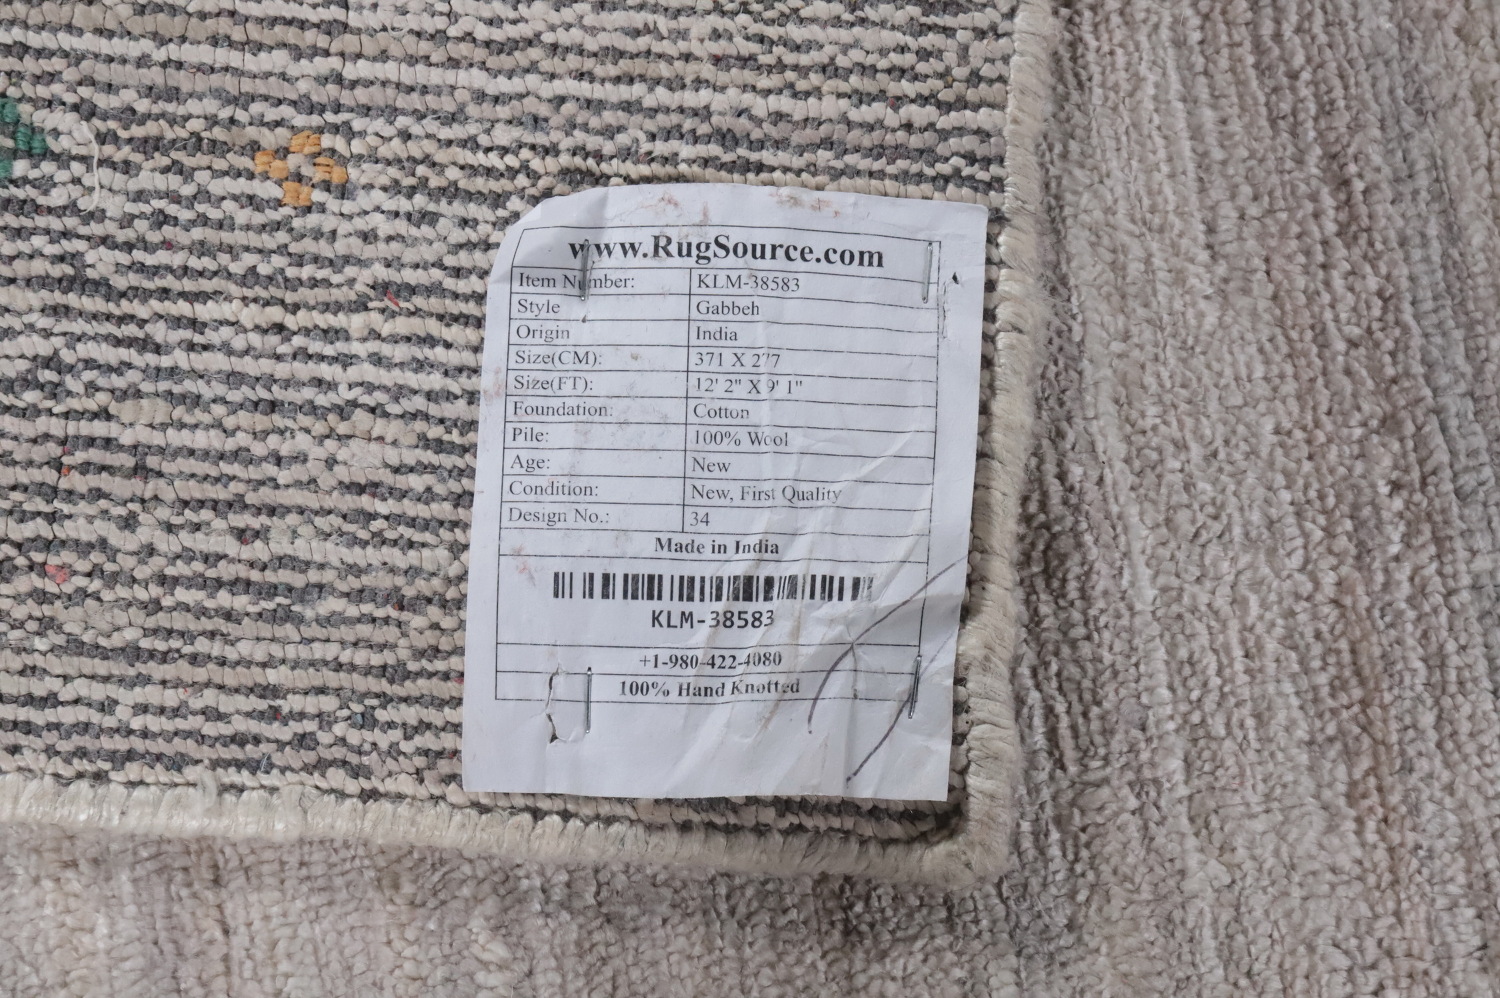 www.RugSource.com
Item Number: KLM-38583
Style Gabbeh
Origin India
Size(CM): 371 X 277
Size(FT): 12' 2" X 9' 1"
Foundation: Cotton
Pile: 100% Wool
Age: New
Condition: New, First Quality
Design No.: 34
Made in India
KLM-38583
+1-980-422-4080
100% Hand Knotted